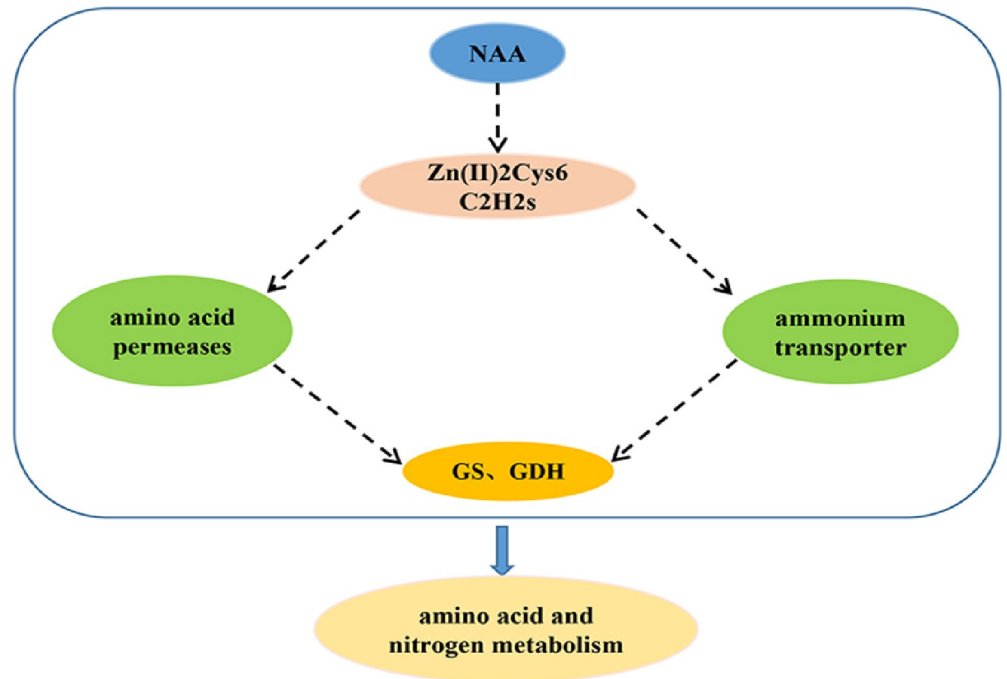 NAA
Zn(II)2Cys6
C2H2s
amino acid
permeases
ammonium
transporter
GS、GDH
amino acid and
nitrogen metabolism